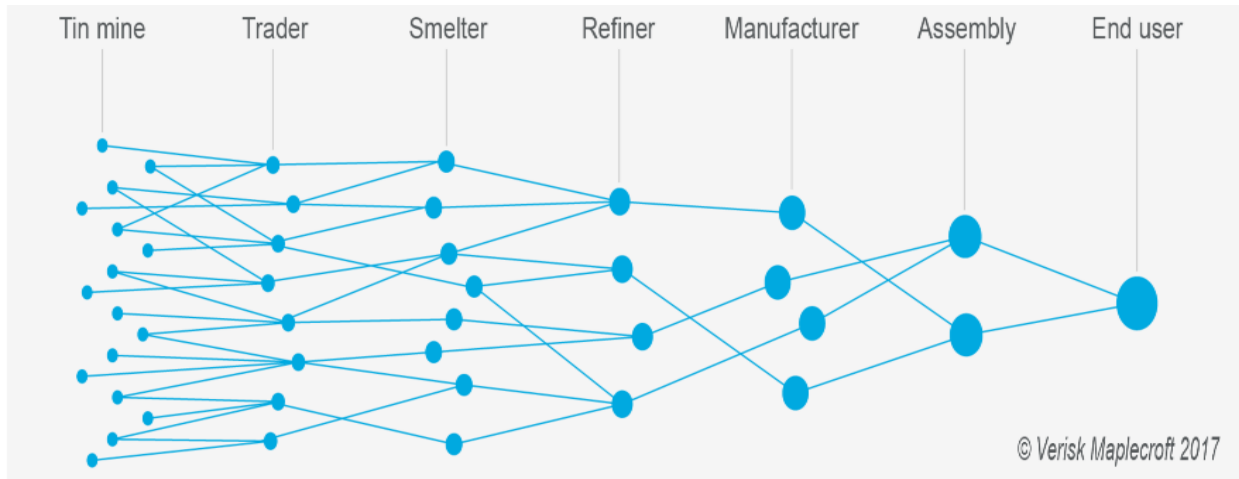 Tin mine Trader Smelter Refiner Manufacturer Assembly End user
© Verisk Maplecroft 2017